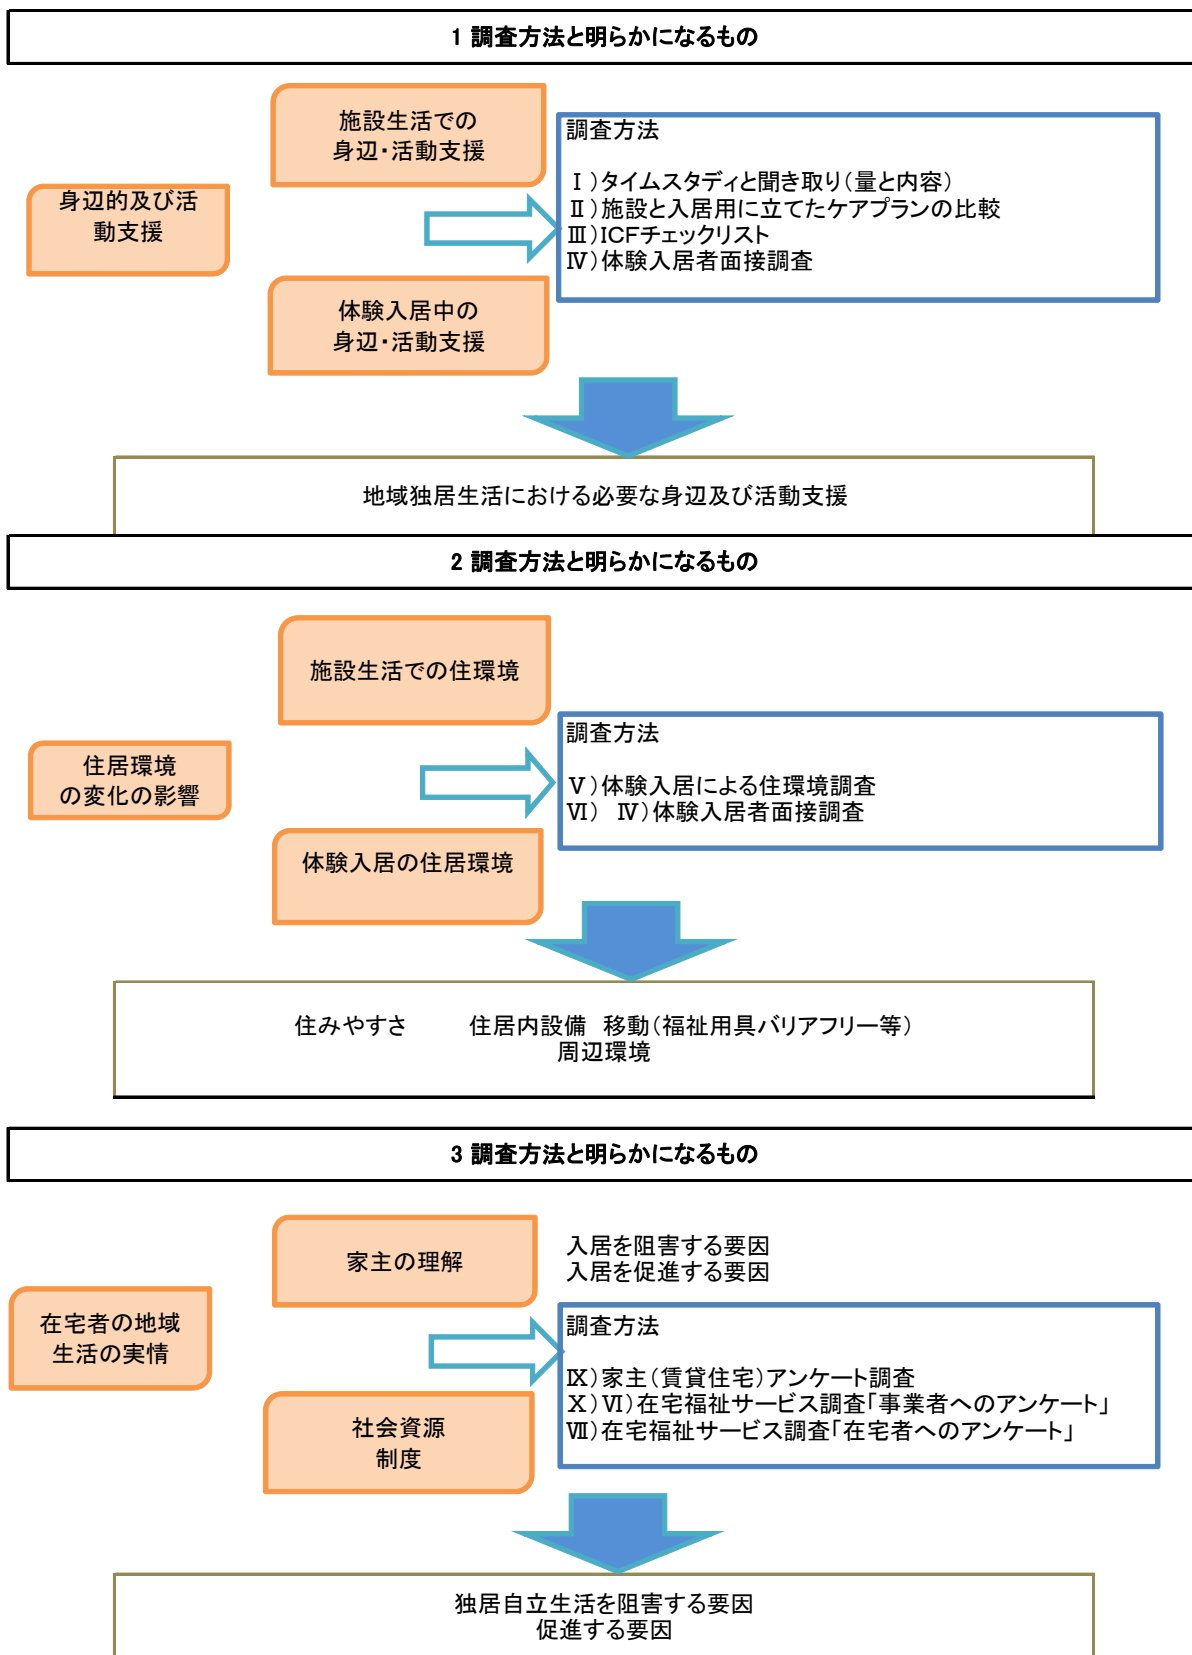 1 調査方法と明らかになるもの
施設生活での
身辺・活動支援
身辺的及び活
動支援
体験入居中の
身辺・活動支援
調査方法
Ⅰ）タイムスタディと聞き取り（量と内容）
Ⅱ）施設と入居用に立てたケアプランの比較
Ⅲ）ICFチェックリスト
Ⅳ）体験入居者面接調査
地域独居生活における必要な身辺及び活動支援
2 調査方法と明らかになるもの
施設生活での住環境
住居環境
の変化の影響
体験入居の住居環境
調査方法
Ⅴ）体験入居による住環境調査
Ⅵ） Ⅳ）体験入居者面接調査
住みやすさ　　住居内設備　移動（福祉用具バリアフリー等）
周辺環境
3 調査方法と明らかになるもの
家主の理解
在宅者の地域
生活の実情
社会資源
制度
入居を阻害する要因
入居を促進する要因
調査方法
Ⅸ）家主（賃貸住宅）アンケート調査
Ⅹ）Ⅵ）在宅福祉サービス調査「事業者へのアンケート」
Ⅶ）在宅福祉サービス調査「在宅者へのアンケート」
独居自立生活を阻害する要因
促進する要因